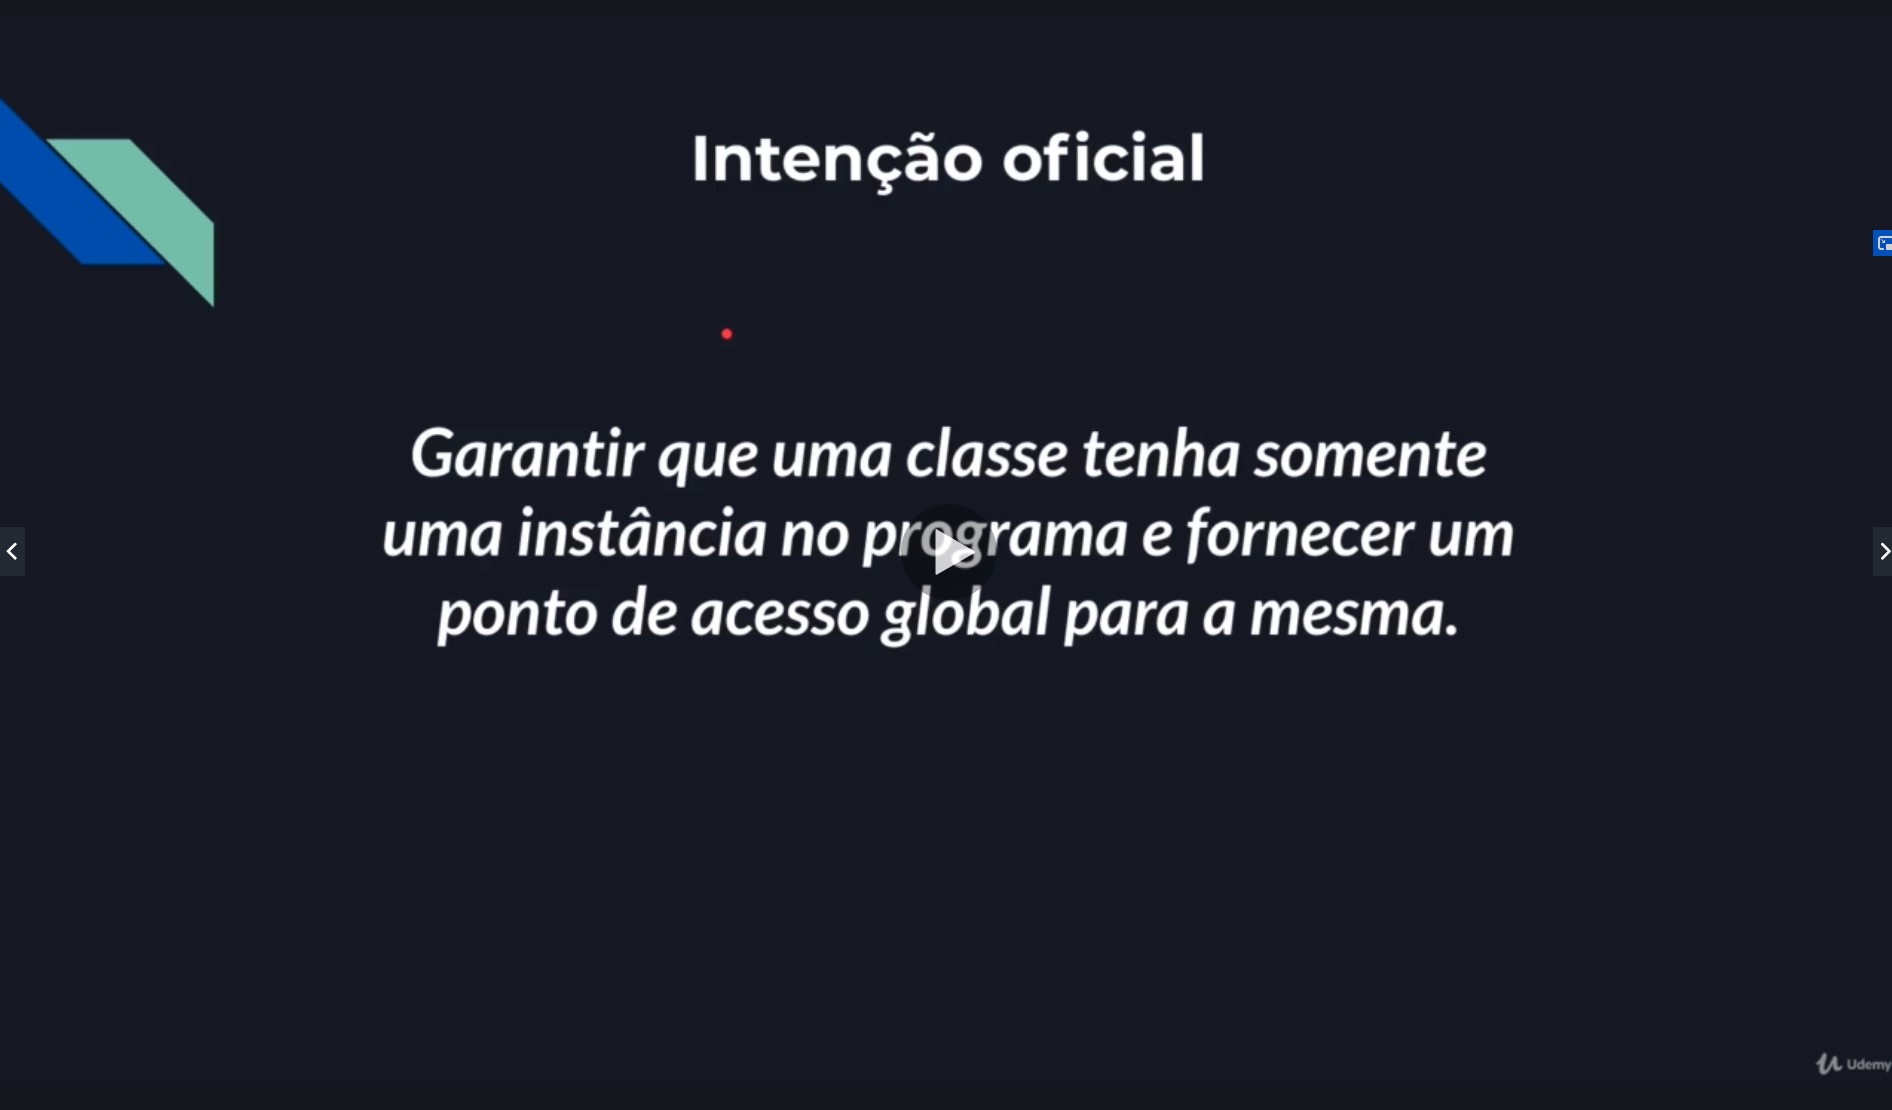 Intenção oficial
Garantir que uma classe tenha somente
uma instância no programa e fornecer um
ponto de acesso global para a mesma.
Udemy